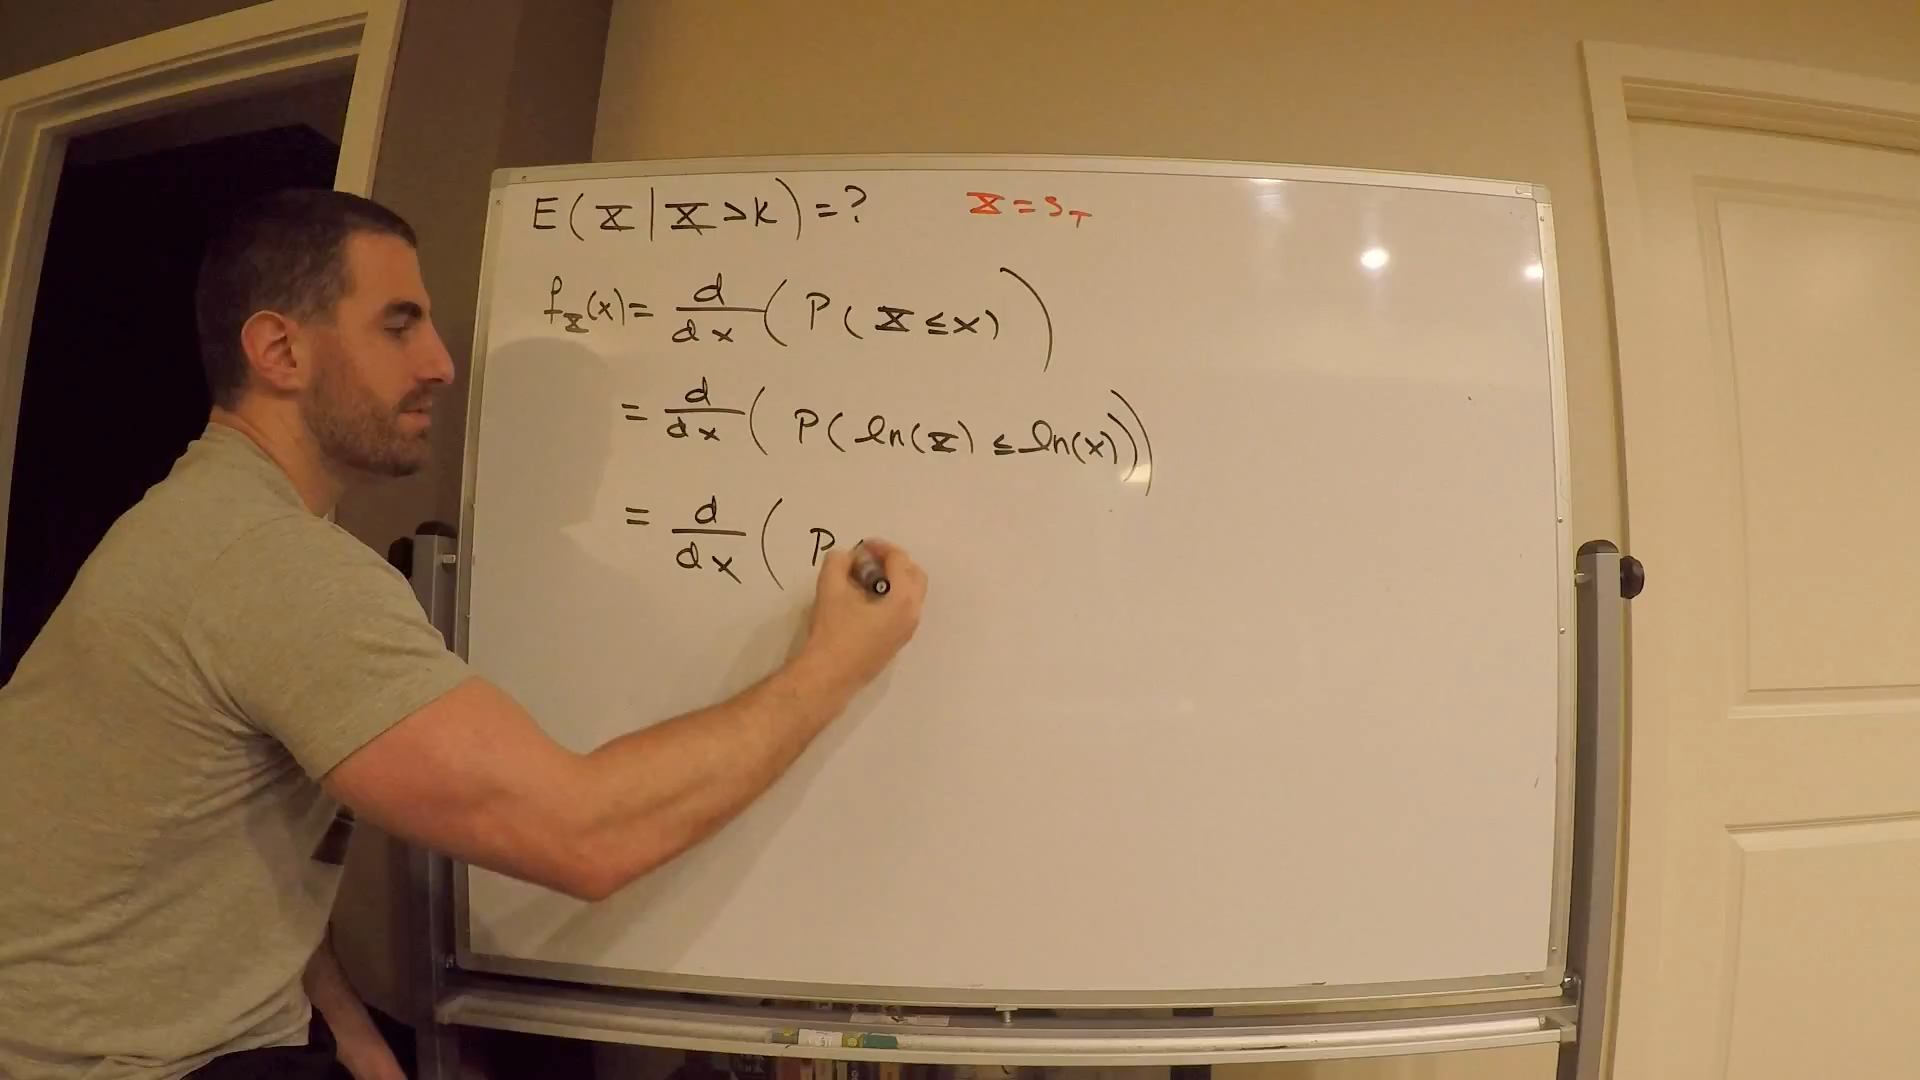 E(X|X>K)=? X=S_T
f_X(x)= d/dx (P(X≤x))
= d/dx (P(ln(X)≤ln(x)))
= d/dx ( P